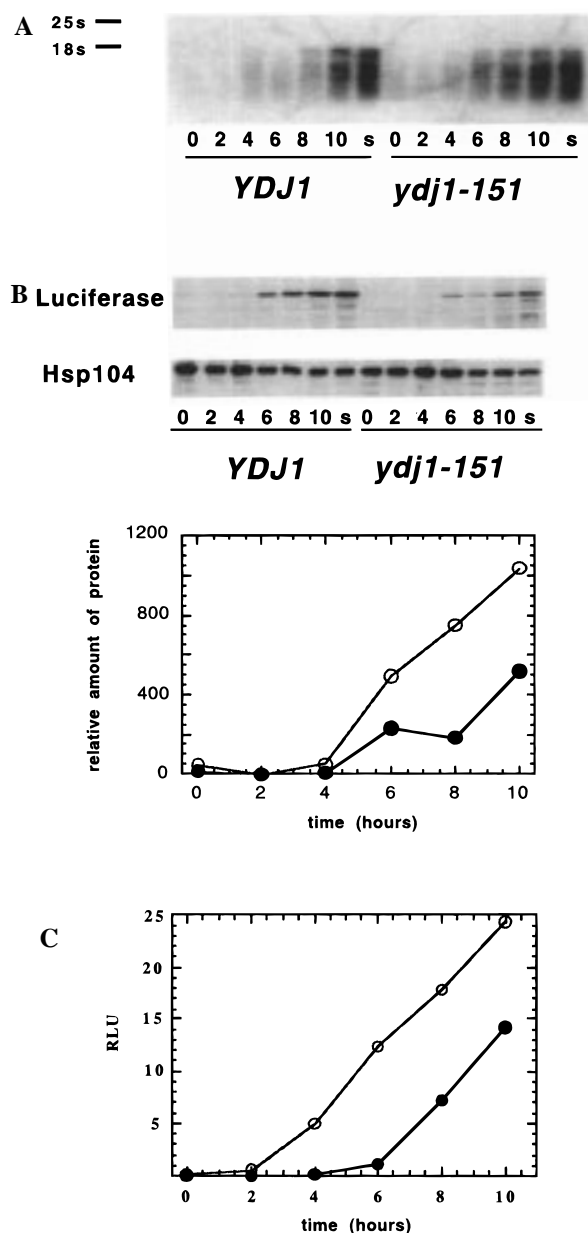 A
25s
18s
0 2 4 6 8 10 s 0 2 4 6 8 10 s
YDJ1 ydj1-151
B Luciferase
Hsp104
0 2 4 6 8 10 s 0 2 4 6 8 10 s
YDJ1 ydj1-151
1200
800
400
0
relative amount of protein
0 2 4 6 8 10
time (hours)
C
25
20
15
10
5
RLU
0 2 4 6 8 10
time (hours)